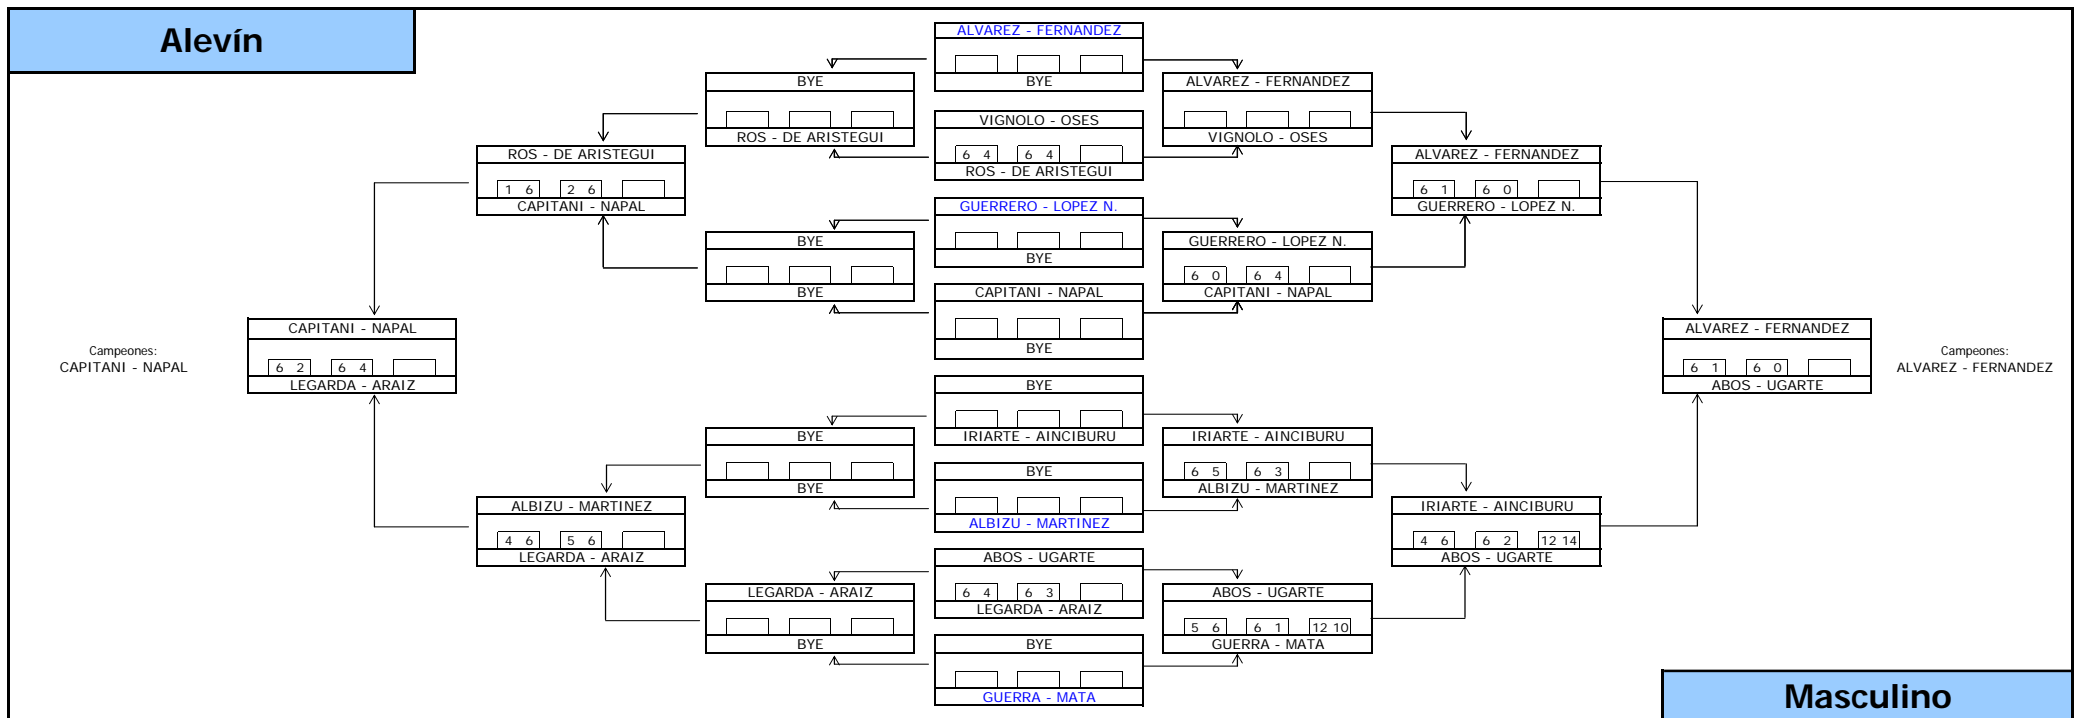 Alevín
ALVAREZ - FERNANDEZ
BYE
BYE
ROS - DE ARISTEGUI
ALVAREZ - FERNANDEZ
VIGNOLO - OSES
VIGNOLO - OSES
6 4 6 4
ROS - DE ARISTEGUI
ROS - DE ARISTEGUI
1 6 2 6
CAPITANI - NAPAL
ALVAREZ - FERNANDEZ
6 1 6 0
GUERRERO - LOPEZ N.
GUERRERO - LOPEZ N.
BYE
BYE
BYE
GUERRERO - LOPEZ N.
6 0 6 4
CAPITANI - NAPAL
CAPITANI - NAPAL
BYE
Campeones:
CAPITANI - NAPAL
CAPITANI - NAPAL
6 2 6 4
LEGARDA - ARAIZ
ALVAREZ - FERNANDEZ
6 1 6 0
ABOS - UGARTE
Campeones:
ALVAREZ - FERNANDEZ
BYE
IRIARTE - AINCIBURU
BYE
BYE
IRIARTE - AINCIBURU
6 5 6 3
ALBIZU - MARTINEZ
BYE
ALBIZU - MARTINEZ
ALBIZU - MARTINEZ
4 6 5 6
LEGARDA - ARAIZ
IRIARTE - AINCIBURU
4 6 6 2 12 14
ABOS - UGARTE
ABOS - UGARTE
6 4 6 3
LEGARDA - ARAIZ
LEGARDA - ARAIZ
BYE
ABOS - UGARTE
5 6 6 1 12 10
GUERRA - MATA
BYE
GUERRA - MATA
Masculino